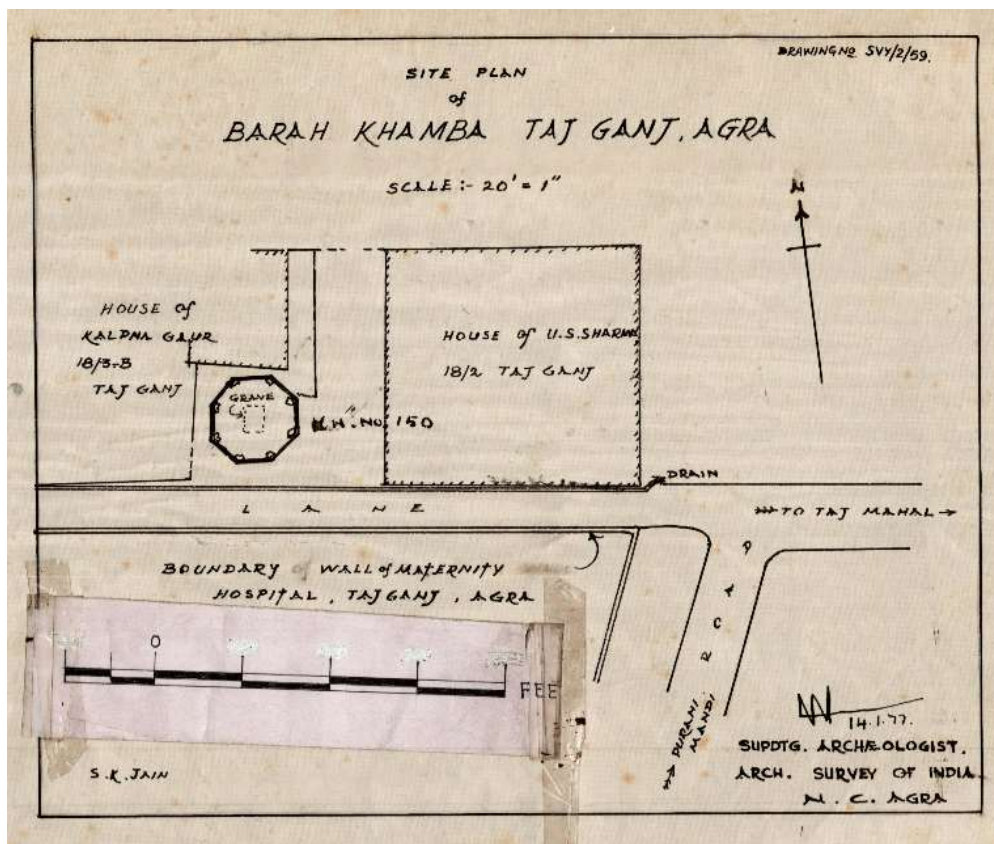 DRAWING NO SVY/2/59.
SITE PLAN
of
BARAH KHAMBA TAJ GANJ, AGRA
SCALE :- 20' = 1"
N
HOUSE of
KALPNA GAUR
18/3-B
TAJ GANJ
HOUSE of U.S.SHARMA
18/2 TAJ GANJ
GRAVE
KH. NO. 150
DRAIN
LANE
TO TAJ MAHAL
BOUNDARY of WALL of MATERNITY
HOSPITAL, TAJGANJ, AGRA
ROAD
PURANI
MANDI
0
FEE
14.1.77.
SUPDTG. ARCHÆOLOGIST.
ARCH. SURVEY OF INDIA
N. C. AGRA
S.K. JAIN